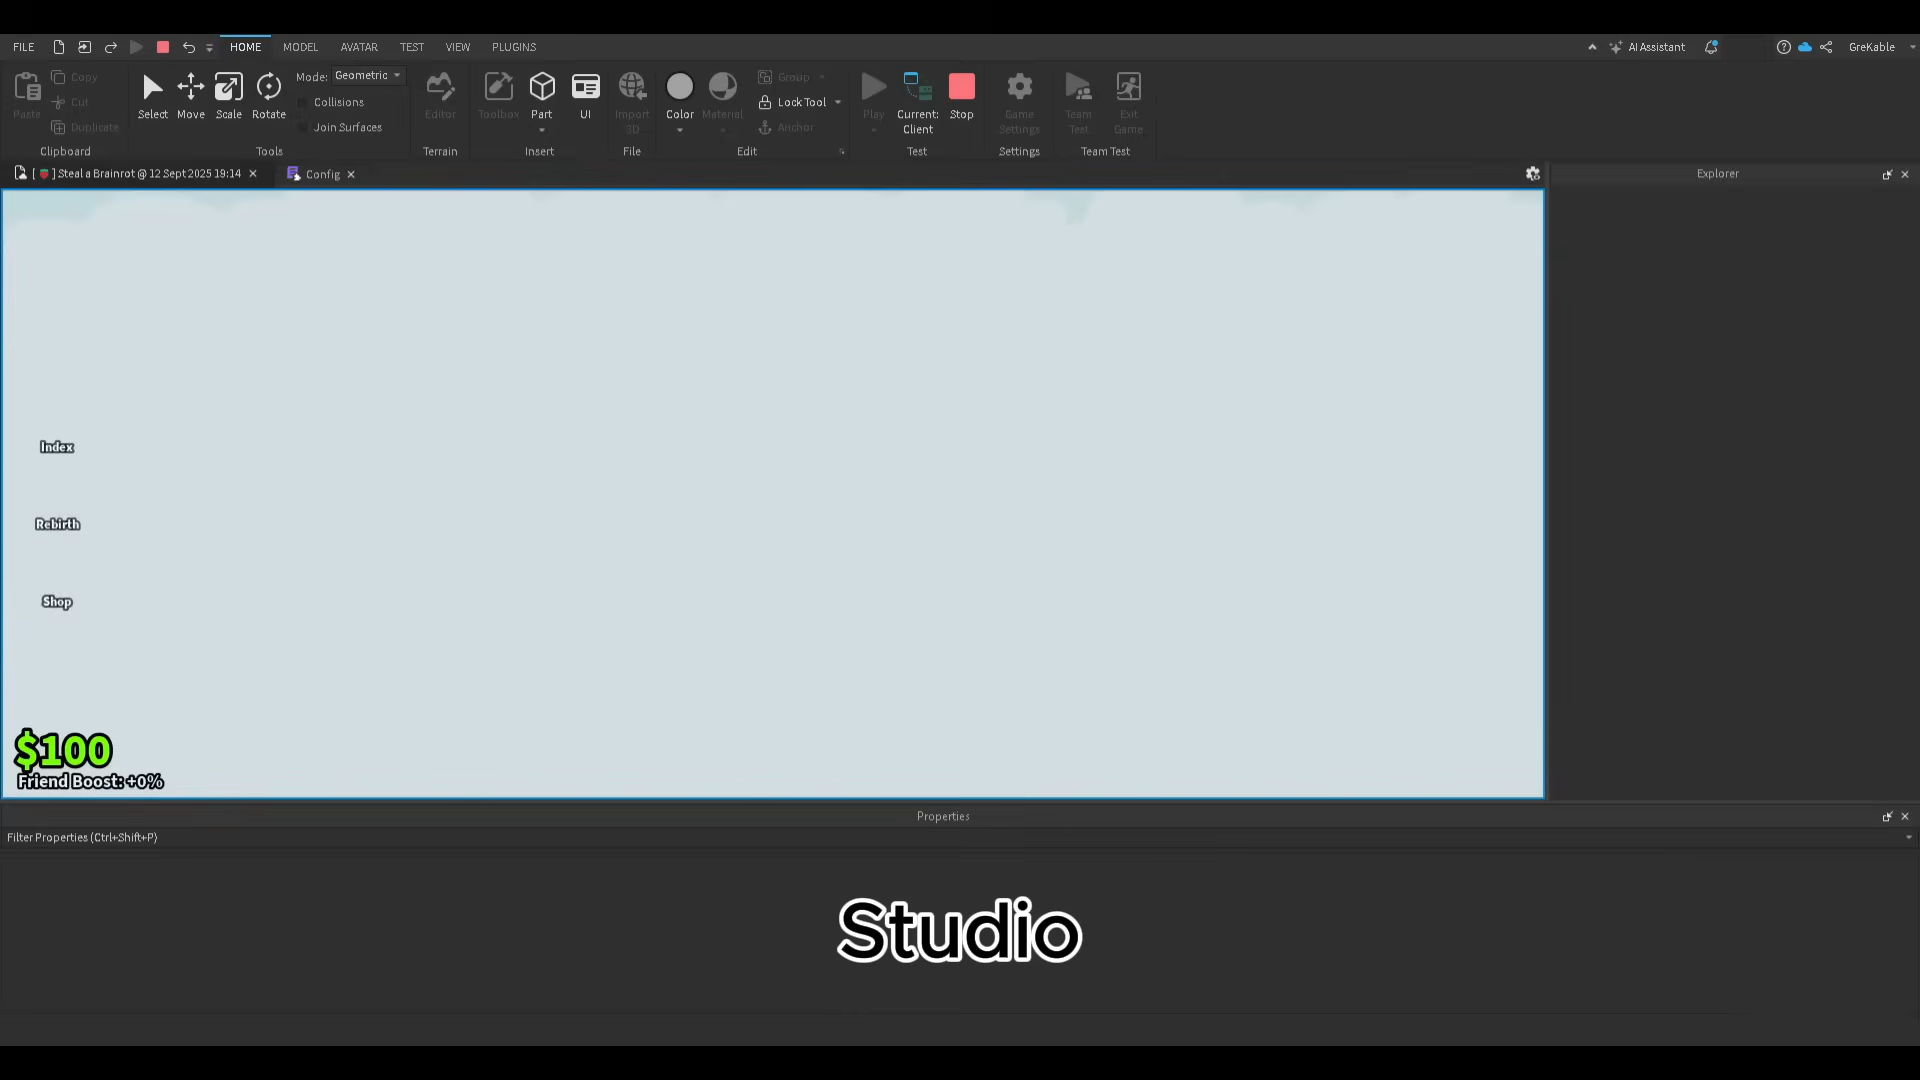 FILE HOME MODEL AVATAR TEST VIEW PLUGINS AI Assistant GreKable
Paste Copy Cut Duplicate Clipboard
Select Move Scale Rotate Mode: Geometric Collisions Join Surfaces Tools
Editor Terrain
Toolbox Part UI Insert
Import 3D File
Color Material Group Lock Tool Anchor Edit
Play Current: Client Stop Test
Game Settings Settings
Team Test Exit Game Team Test
[ ] Steal a Brainrot @ 12 Sept 2025 19:14 Config Explorer
Index
Rebirth
Shop
$100
Friend Boost: +0%
Properties
Filter Properties (Ctrl+Shift+P)
Studio